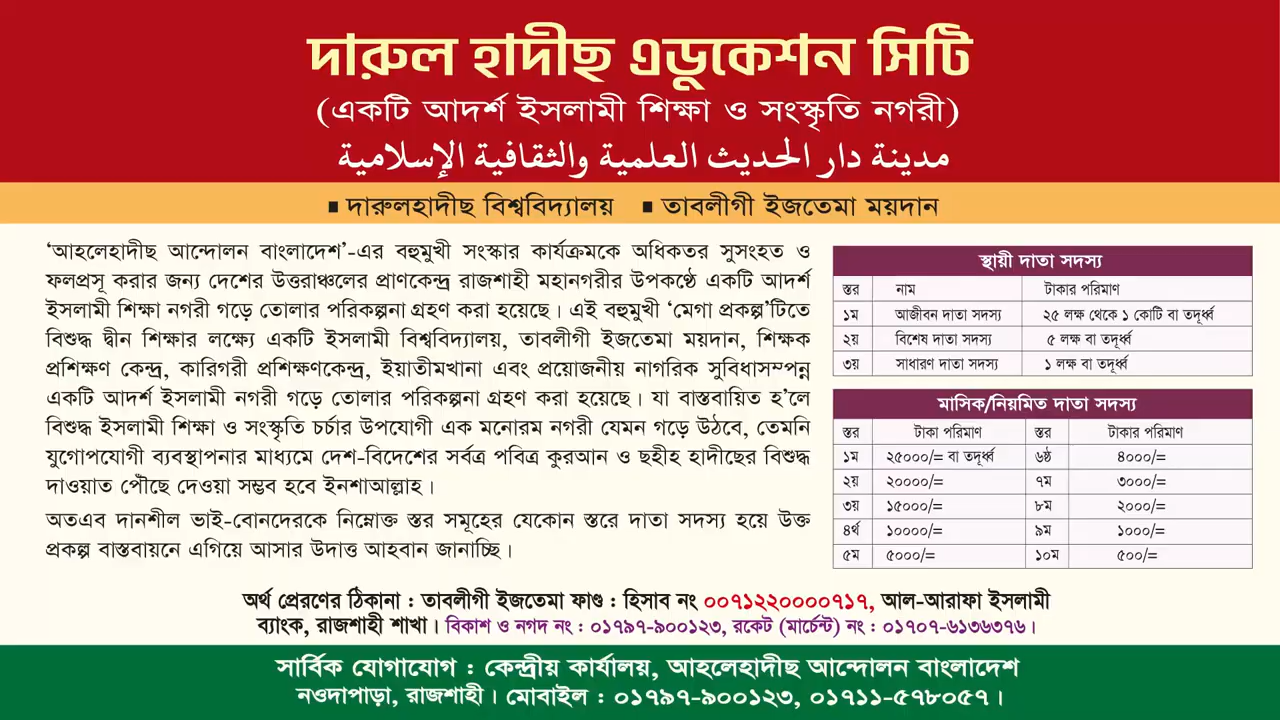 দারুল হাদীছ এডুকেশন সিটি
(একটি আদর্শ ইসলামী শিক্ষা ও সংস্কৃতি নগরী)
مدينة دار الحديث العلمية والثقافية الإسلامية
▪ দারুলহাদীছ বিশ্ববিদ্যালয় ▪ তাবলীগী ইজতেমা ময়দান
‘আহলেহাদীছ আন্দোলন বাংলাদেশ’-এর বহুমুখী সংস্কার কার্যক্রমকে অধিকতর সুসংহত ও
ফলপ্রসূ করার জন্য দেশের উত্তরাঞ্চলের প্রাণকেন্দ্র রাজশাহী মহানগরীর উপকণ্ঠে একটি আদর্শ
ইসলামী শিক্ষা নগরী গড়ে তোলার পরিকল্পনা গ্রহণ করা হয়েছে। এই বহুমুখী ‘মেগা প্রকল্প’টিতে
বিশুদ্ধ দ্বীন শিক্ষার লক্ষ্যে একটি ইসলামী বিশ্ববিদ্যালয়, তাবলীগী ইজতেমা ময়দান, শিক্ষক
প্রশিক্ষণ কেন্দ্র, কারিগরী প্রশিক্ষণকেন্দ্র, ইয়াতীমখানা এবং প্রয়োজনীয় নাগরিক সুবিধাসম্পন্ন
একটি আদর্শ ইসলামী নগরী গড়ে তোলার পরিকল্পনা গ্রহণ করা হয়েছে। যা বাস্তবায়িত হ’লে
বিশুদ্ধ ইসলামী শিক্ষা ও সংস্কৃতি চর্চার উপযোগী এক মনোরম নগরী যেমন গড়ে উঠবে, তেমনি
যুগোপযোগী ব্যবস্থাপনার মাধ্যমে দেশ-বিদেশের সর্বত্র পবিত্র কুরআন ও ছহীহ হাদীছের বিশুদ্ধ
দাওয়াত পৌঁছে দেওয়া সম্ভব হবে ইনশাআল্লাহ।
অতএব দানশীল ভাই-বোনদেরকে নিম্নোক্ত স্তর সমূহের যেকোন স্তরে দাতা সদস্য হয়ে উক্ত
প্রকল্প বাস্তবায়নে এগিয়ে আসার উদাত্ত আহবান জানাচ্ছি।
স্থায়ী দাতা সদস্য
স্তর নাম টাকার পরিমাণ
১ম আজীবন দাতা সদস্য ২৫ লক্ষ থেকে ১ কোটি বা তদূর্ধ্ব
২য় বিশেষ দাতা সদস্য ৫ লক্ষ বা তদূর্ধ্ব
৩য় সাধারণ দাতা সদস্য ১ লক্ষ বা তদূর্ধ্ব
মাসিক/নিয়মিত দাতা সদস্য
স্তর টাকা পরিমাণ স্তর টাকার পরিমাণ
১ম ২৫০০০/= বা তদূর্ধ্ব ৬ষ্ঠ ৪০০০/=
২য় ২০০০০/= ৭ম ৩০০০/=
৩য় ১৫০০০/= ৮ম ২০০০/=
৪র্থ ১০০০০/= ৯ম ১০০০/=
৫ম ৫০০০/= ১০ম ৫০০/=
অর্থ প্রেরণের ঠিকানা : তাবলীগী ইজতেমা ফাণ্ড : হিসাব নং ০০৭১২২০০০০৭১৭, আল-আরাফা ইসলামী
ব্যাংক, রাজশাহী শাখা। বিকাশ ও নগদ নং : ০১৭৯৭-৯০০১২৩, রকেট (মার্চেন্ট) নং : ০১৭০৭-৬১৩৬৩৭৬।
সার্বিক যোগাযোগ : কেন্দ্রীয় কার্যালয়, আহলেহাদীছ আন্দোলন বাংলাদেশ
নওদাপাড়া, রাজশাহী। মোবাইল : ০১৭৯৭-৯০০১২৩, ০১৭১১-৫৭৮০৫৭।